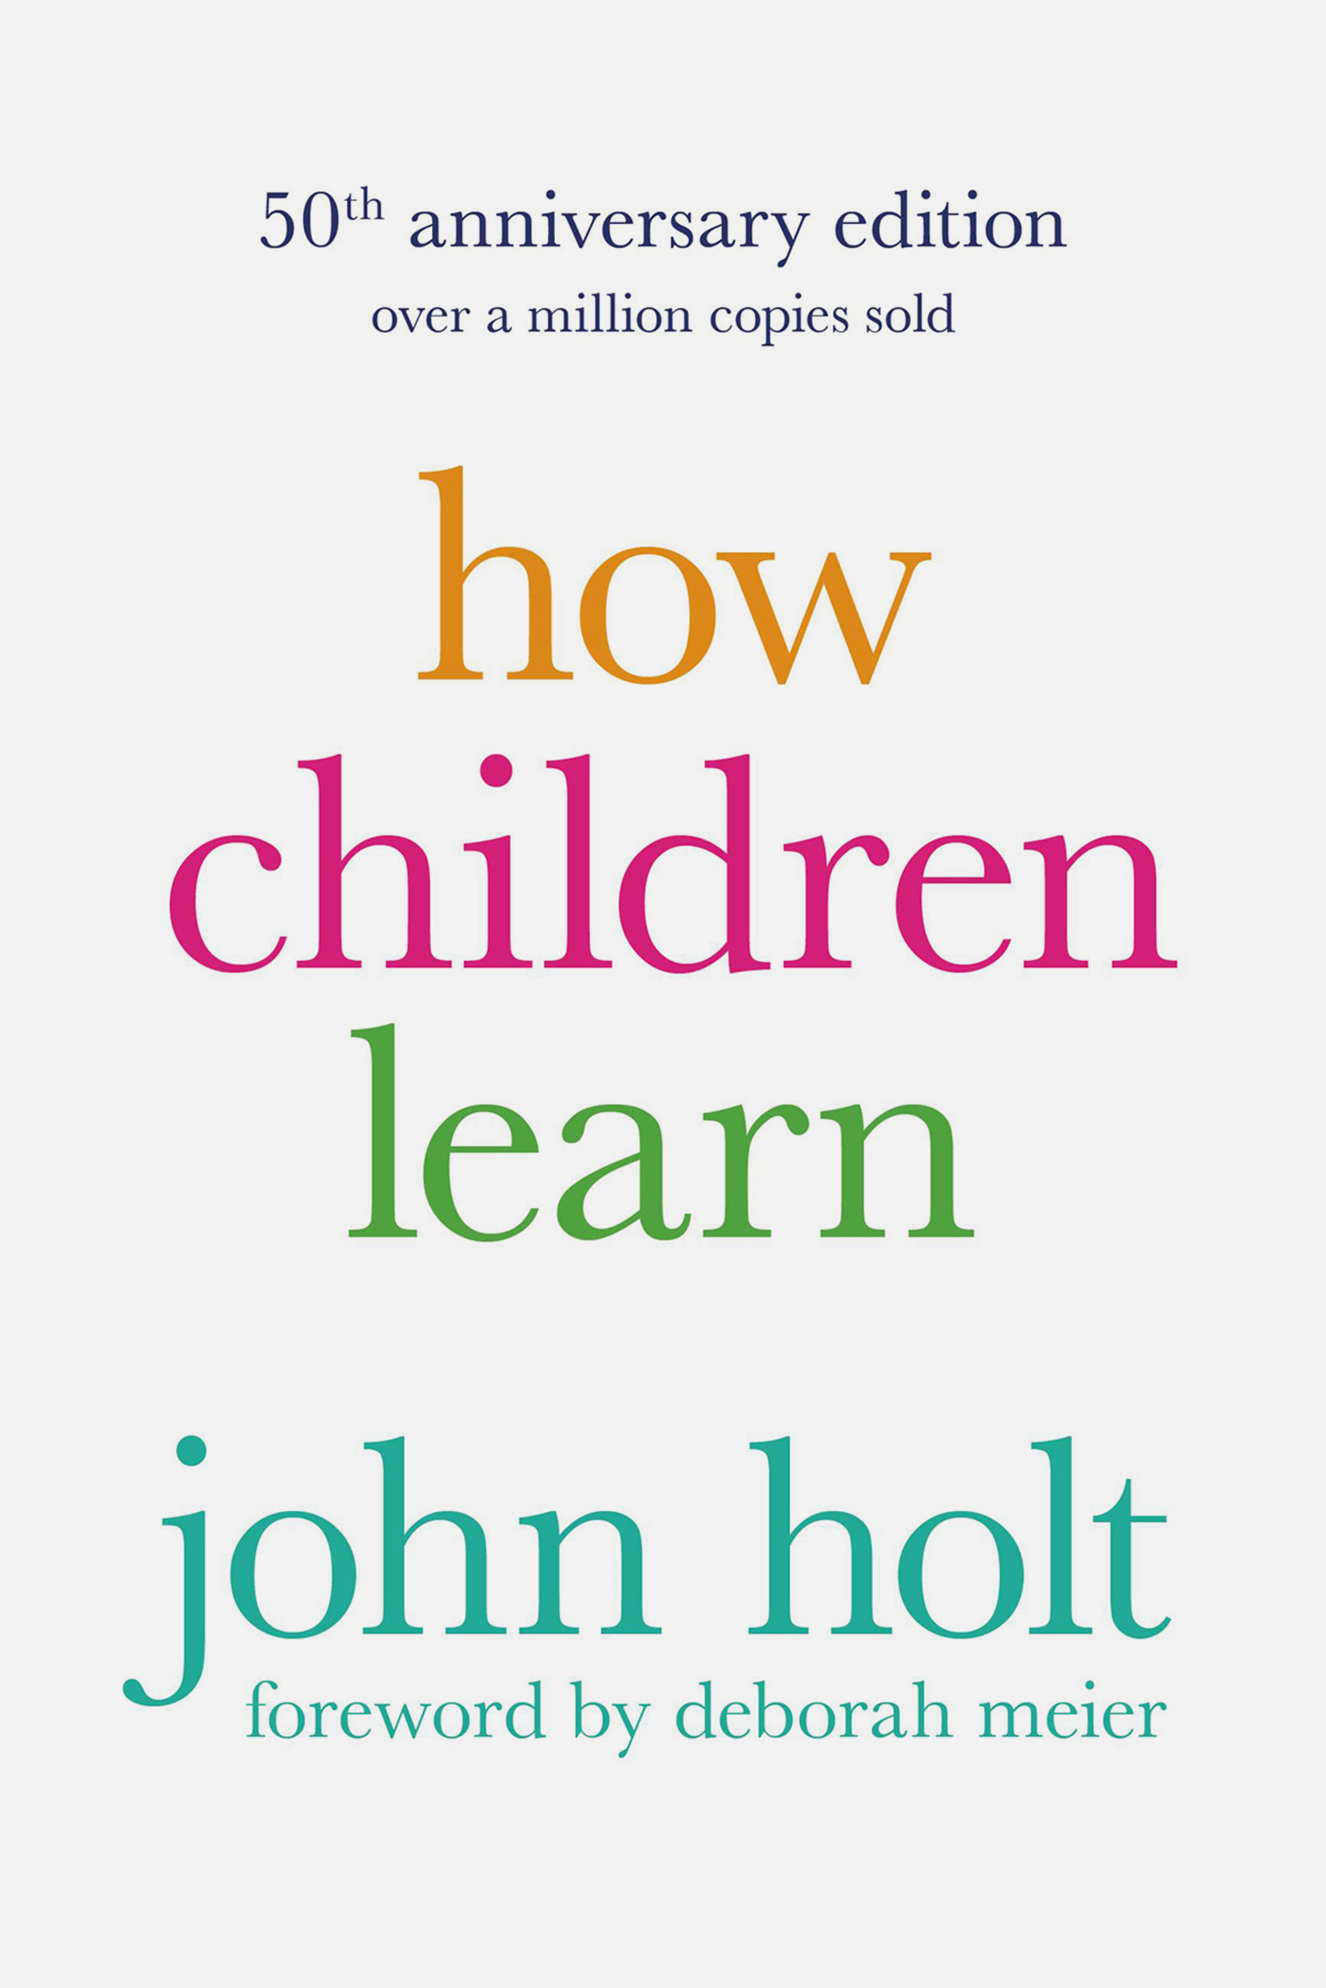 50th anniversary edition
over a million copies sold
how
children
learn
john holt
foreword by deborah meier